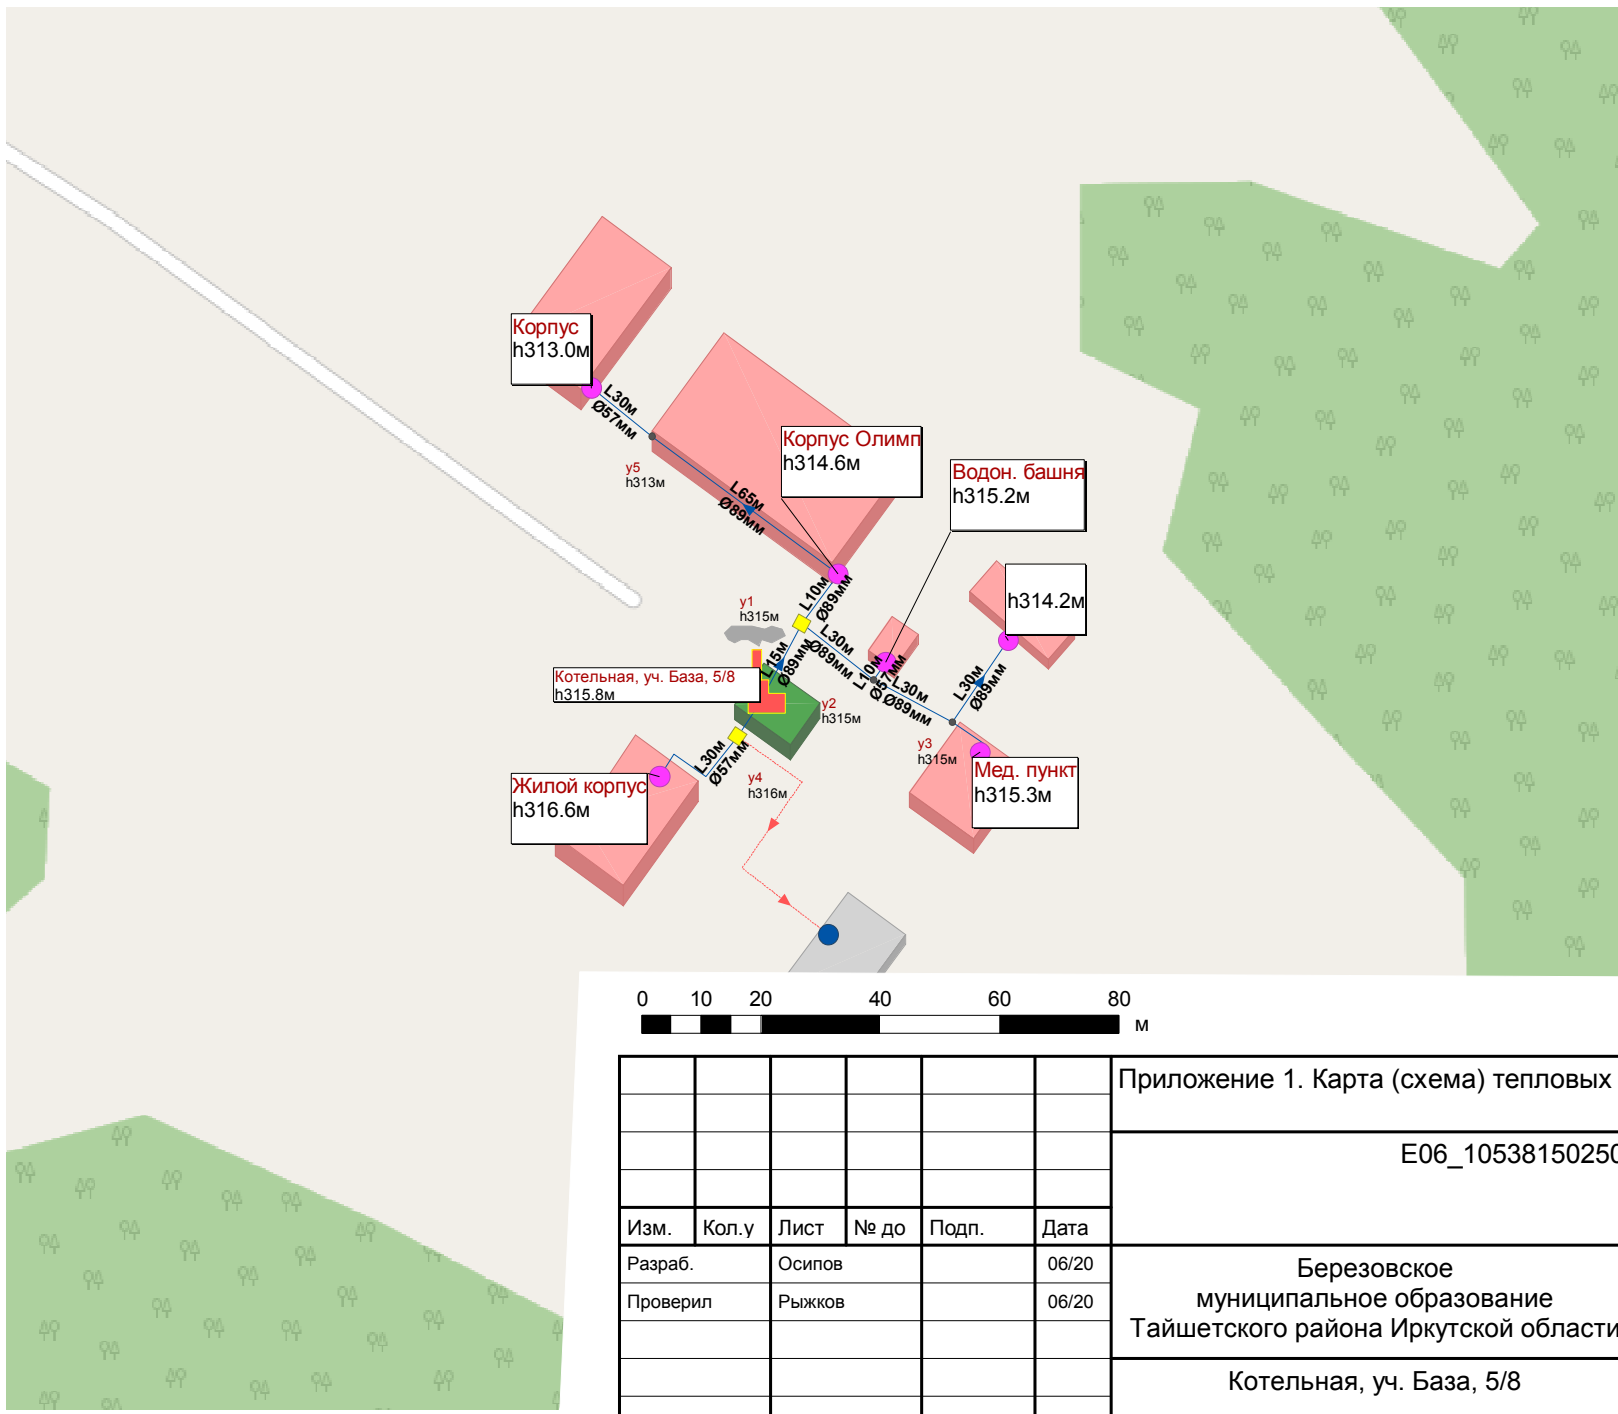 Корпус
h313.0м
L30м
Ø57мм
у5
h313м
L65м
Ø89мм
Корпус Олимп
h314.6м
Водон. башня
h315.2м
h314.2м
L10м
Ø89мм
у1
h315м
L30м
Ø89мм
L15м
Ø89мм
L10м
Ø57мм
L30м
Ø89мм
L30м
Ø89мм
Котельная, уч. База, 5/8
h315.8м
у2
h315м
у3
h315м
Мед. пункт
h315.3м
L30м
Ø57мм
Жилой корпус
h316.6м
у4
h316м
0 10 20 40 60 80
м
Приложение 1. Карта (схема) тепловых
Е06_10538150250
Изм. Кол.у Лист № до Подп. Дата
Разраб. Осипов 06/20
Проверил Рыжков 06/20
Березовское
муниципальное образование
Тайшетского района Иркутской области
Котельная, уч. База, 5/8